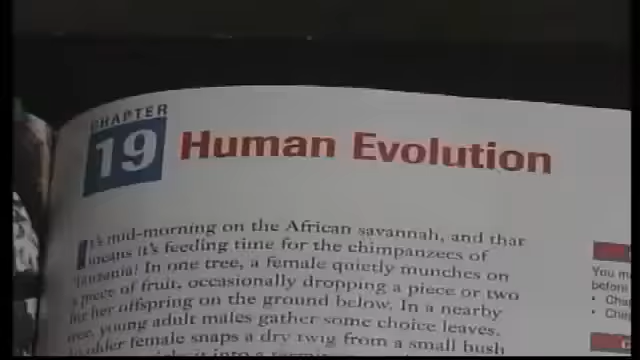 CHAPTER
19 Human Evolution
It's mid-morning on the African savannah, and that
means it's feeding time for the chimpanzees of
Tanzania! In one tree, a female quietly munches on
a piece of fruit, occasionally dropping a piece or two
for her offspring on the ground below. In a nearby
tree, young adult males gather some choice leaves.
older female snaps a dry twig from a small bush
it into a
You m
befor
• Cha